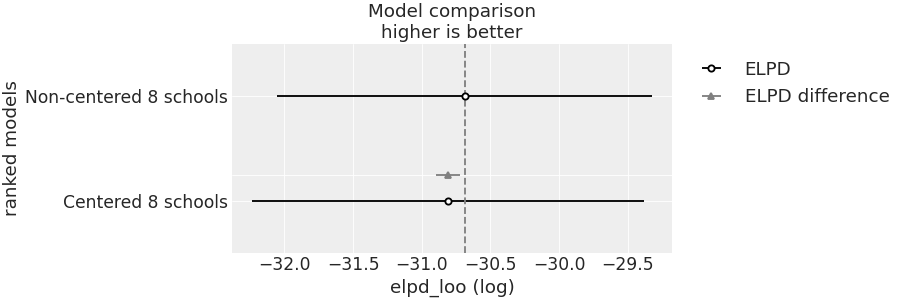 Model comparison
higher is better
ranked models
Non-centered 8 schools
Centered 8 schools
−32.0 −31.5 −31.0 −30.5 −30.0 −29.5
elpd_loo (log)
ELPD
ELPD difference